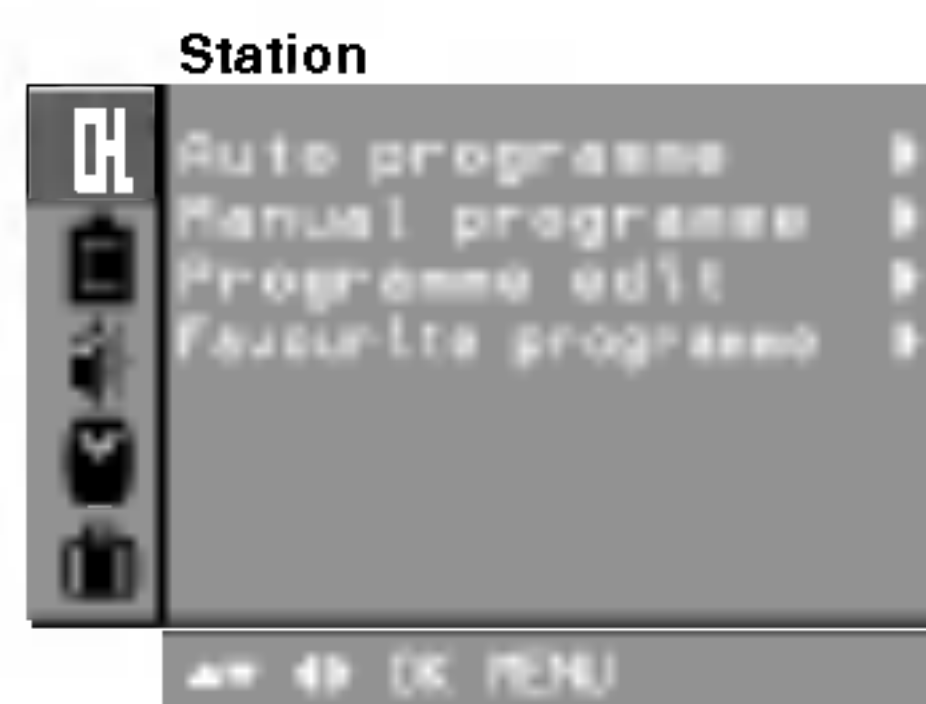 Station
CH
Auto programme
Manual programme
Programme edit
Favourite programme
▲▼ ◀▶ OK MENU